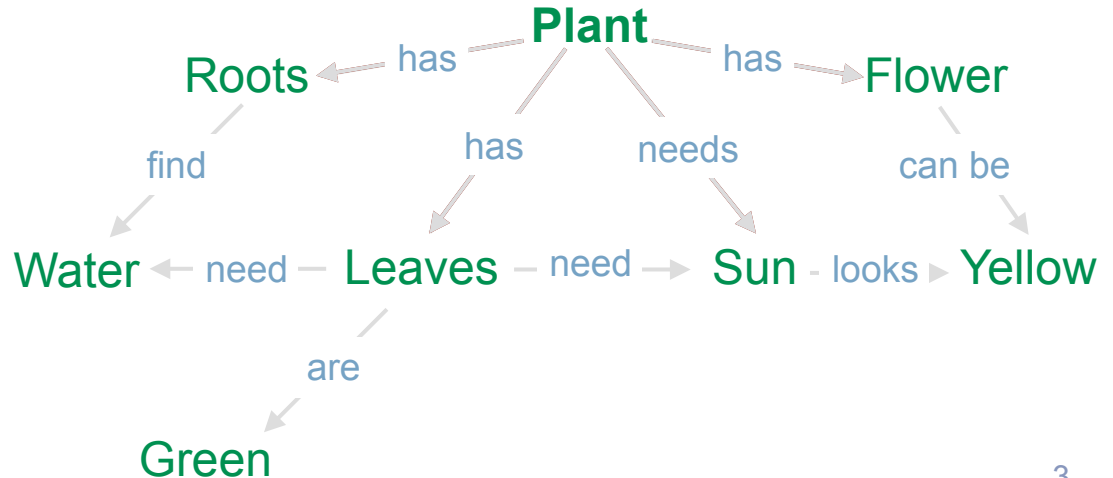 Plant
Roots has has Flower
has needs
find can be
Water need Leaves need Sun looks Yellow
are
Green
3